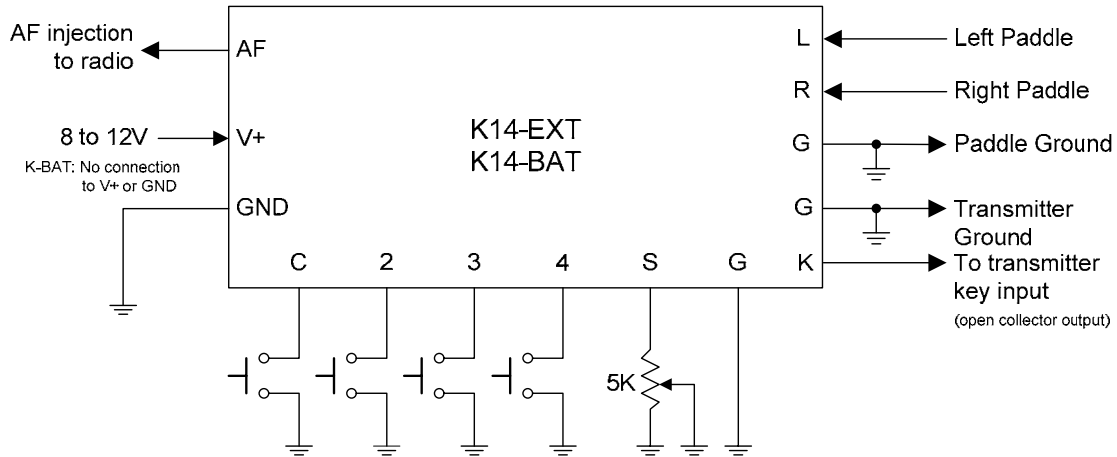 AF injection
to radio
AF
8 to 12V
V+
K-BAT: No connection
to V+ or GND
GND
K14-EXT
K14-BAT
L
Left Paddle
R
Right Paddle
G
Paddle Ground
G
Transmitter
Ground
K
To transmitter
key input
(open collector output)
C 2 3 4 S G
5K